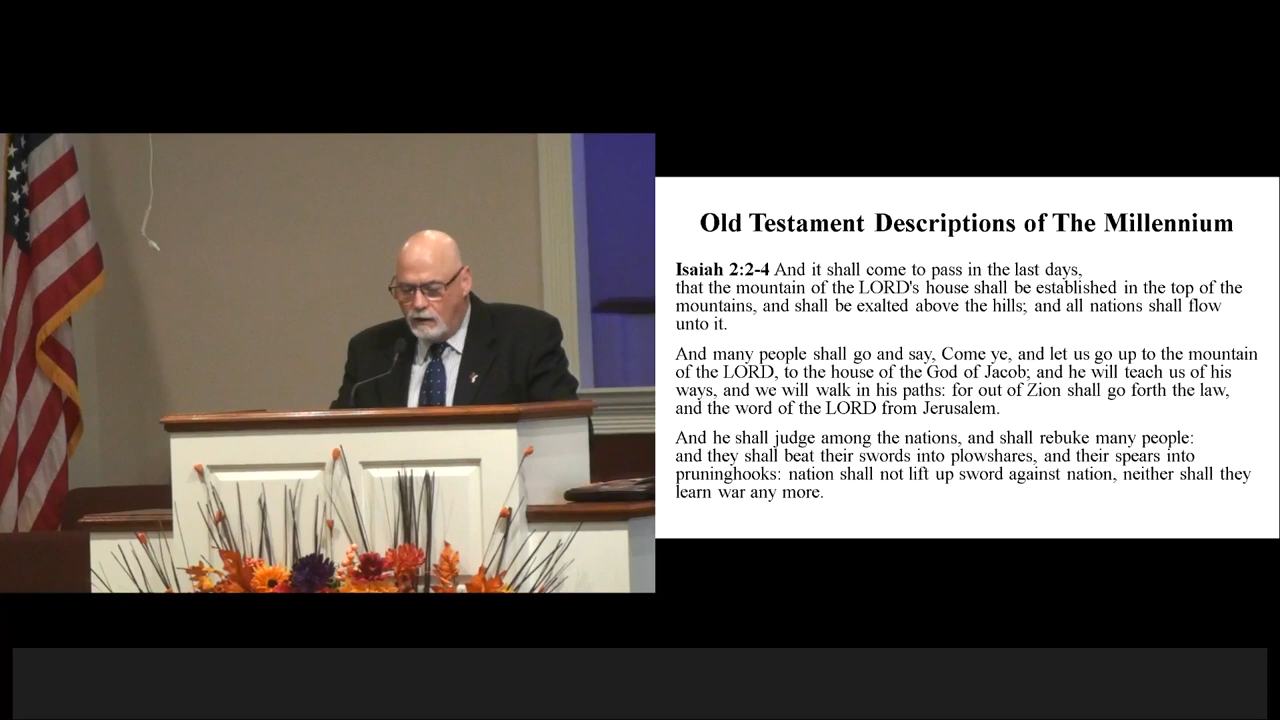 Old Testament Descriptions of The Millennium
Isaiah 2:2-4 And it shall come to pass in the last days,
that the mountain of the LORD's house shall be established in the top of the
mountains, and shall be exalted above the hills; and all nations shall flow
unto it.
And many people shall go and say, Come ye, and let us go up to the mountain
of the LORD, to the house of the God of Jacob; and he will teach us of his
ways, and we will walk in his paths: for out of Zion shall go forth the law,
and the word of the LORD from Jerusalem.
And he shall judge among the nations, and shall rebuke many people:
and they shall beat their swords into plowshares, and their spears into
pruninghooks: nation shall not lift up sword against nation, neither shall they
learn war any more.